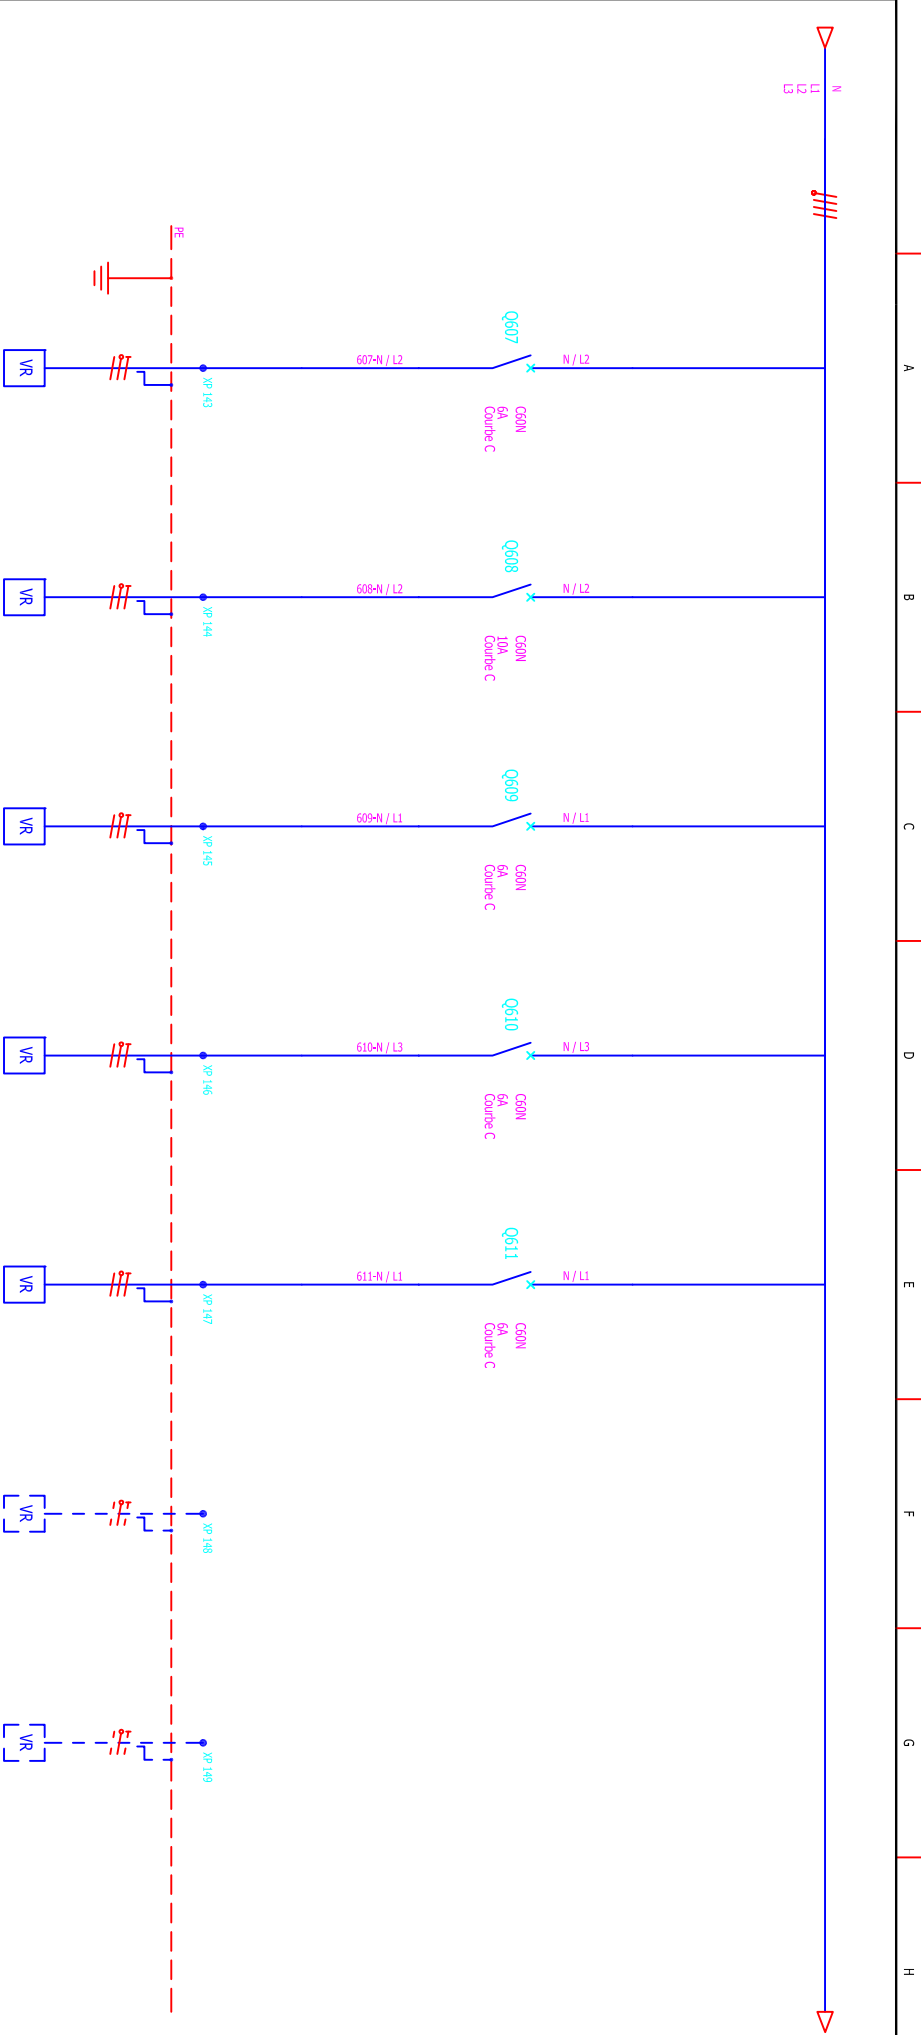 A
B
C
D
E
F
G
H
N
L1
L2
L3
N / L2
N / L2
N / L1
N / L3
N / L1
Q607
C60N
6A
Courbe C
Q608
C60N
10A
Courbe C
Q609
C60N
6A
Courbe C
Q610
C60N
6A
Courbe C
Q611
C60N
6A
Courbe C
607-N / L2
608-N / L2
609-N / L1
610-N / L3
611-N / L1
XP 143
XP 144
XP 145
XP 146
XP 147
XP 148
XP 149
PE
VR
VR
VR
VR
VR
VR
VR